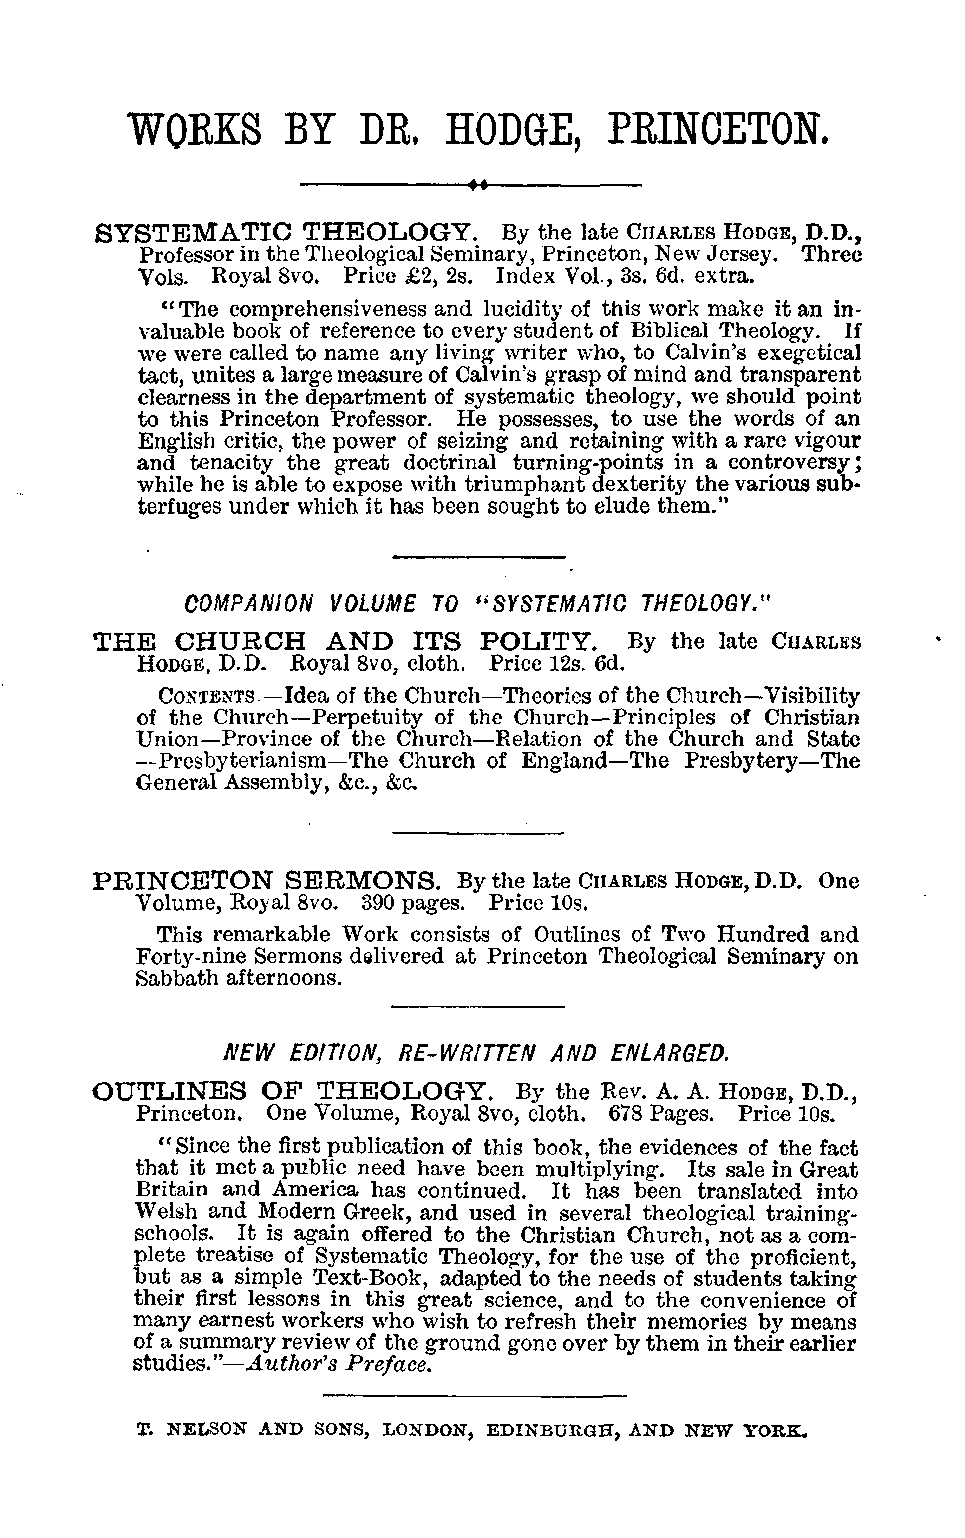 WORKS BY DR. HODGE, PRINCETON.
SYSTEMATIC THEOLOGY. By the late CHARLES HODGE, D.D.,
Professor in the Theological Seminary, Princeton, New Jersey. Three
Vols. Royal 8vo. Price £2, 2s. Index Vol., 3s. 6d. extra.
"The comprehensiveness and lucidity of this work make it an in-
valuable book of reference to every student of Biblical Theology. If
we were called to name any living writer who, to Calvin's exegetical
tact, unites a large measure of Calvin's grasp of mind and transparent
clearness in the department of systematic theology, we should point
to this Princeton Professor. He possesses, to use the words of an
English critic, the power of seizing and retaining with a rare vigour
and tenacity the great doctrinal turning-points in a controversy;
while he is able to expose with triumphant dexterity the various sub-
terfuges under which it has been sought to elude them."
COMPANION VOLUME TO "SYSTEMATIC THEOLOGY."
THE CHURCH AND ITS POLITY. By the late CHARLES
HODGE, D.D. Royal 8vo, cloth. Price 12s. 6d.
CONTENTS.—Idea of the Church—Theories of the Church—Visibility
of the Church—Perpetuity of the Church—Principles of Christian
Union—Province of the Church—Relation of the Church and State
—Presbyterianism—The Church of England—The Presbytery—The
General Assembly, &c., &c.
PRINCETON SERMONS. By the late CHARLES HODGE, D.D. One
Volume, Royal 8vo. 390 pages. Price 10s.
This remarkable Work consists of Outlines of Two Hundred and
Forty-nine Sermons delivered at Princeton Theological Seminary on
Sabbath afternoons.
NEW EDITION, RE-WRITTEN AND ENLARGED.
OUTLINES OF THEOLOGY. By the Rev. A. A. HODGE, D.D.,
Princeton. One Volume, Royal 8vo, cloth. 678 Pages. Price 10s.
"Since the first publication of this book, the evidences of the fact
that it met a public need have been multiplying. Its sale in Great
Britain and America has continued. It has been translated into
Welsh and Modern Greek, and used in several theological training-
schools. It is again offered to the Christian Church, not as a com-
plete treatise of Systematic Theology, for the use of the proficient,
but as a simple Text-Book, adapted to the needs of students taking
their first lessons in this great science, and to the convenience of
many earnest workers who wish to refresh their memories by means
of a summary review of the ground gone over by them in their earlier
studies."—Author's Preface.
T. NELSON AND SONS, LONDON, EDINBURGH, AND NEW YORK.